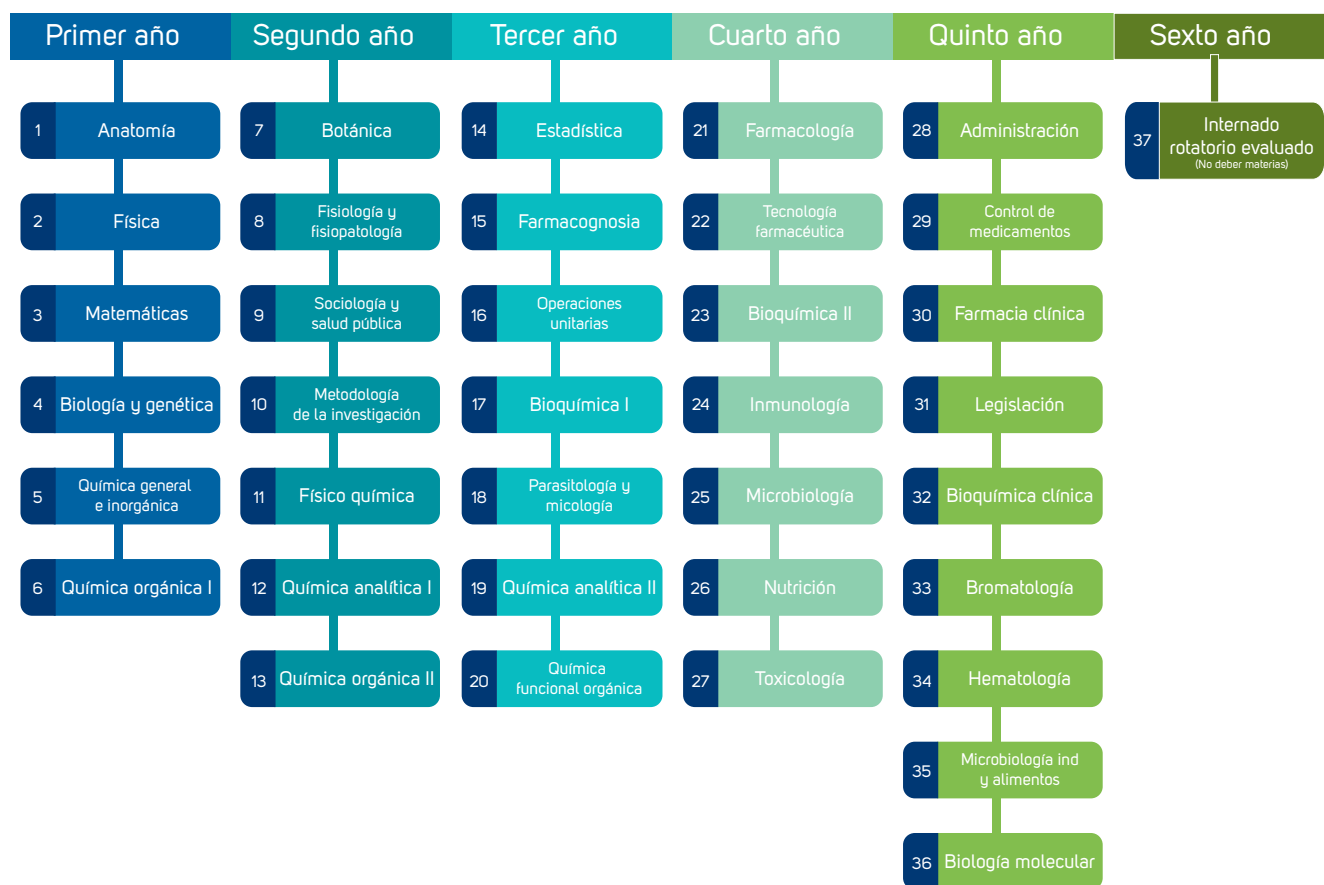 Primer año
1
Anatomía
2
Física
3
Matemáticas
4
Biología y genética
5
Química general
e inorgánica
6
Química orgánica I
Segundo año
7
Botánica
8
Fisiología y
fisiopatología
9
Sociología y
salud pública
10
Metodología
de la investigación
11
Físico química
12
Química analítica I
13
Química orgánica II
Tercer año
14
Estadística
15
Farmacognosia
16
Operaciones
unitarias
17
Bioquímica I
18
Parasitología y
micología
19
Química analítica II
20
Química
funcional orgánica
Cuarto año
21
Farmacología
22
Tecnología
farmacéutica
23
Bioquímica II
24
Inmunología
25
Microbiología
26
Nutrición
27
Toxicología
Quinto año
28
Administración
29
Control de
medicamentos
30
Farmacia clínica
31
Legislación
32
Bioquímica clínica
33
Bromatología
34
Hematología
35
Microbiología ind
y alimentos
36
Biología molecular
Sexto año
37
Internado
rotatorio evaluado
(No deber materias)